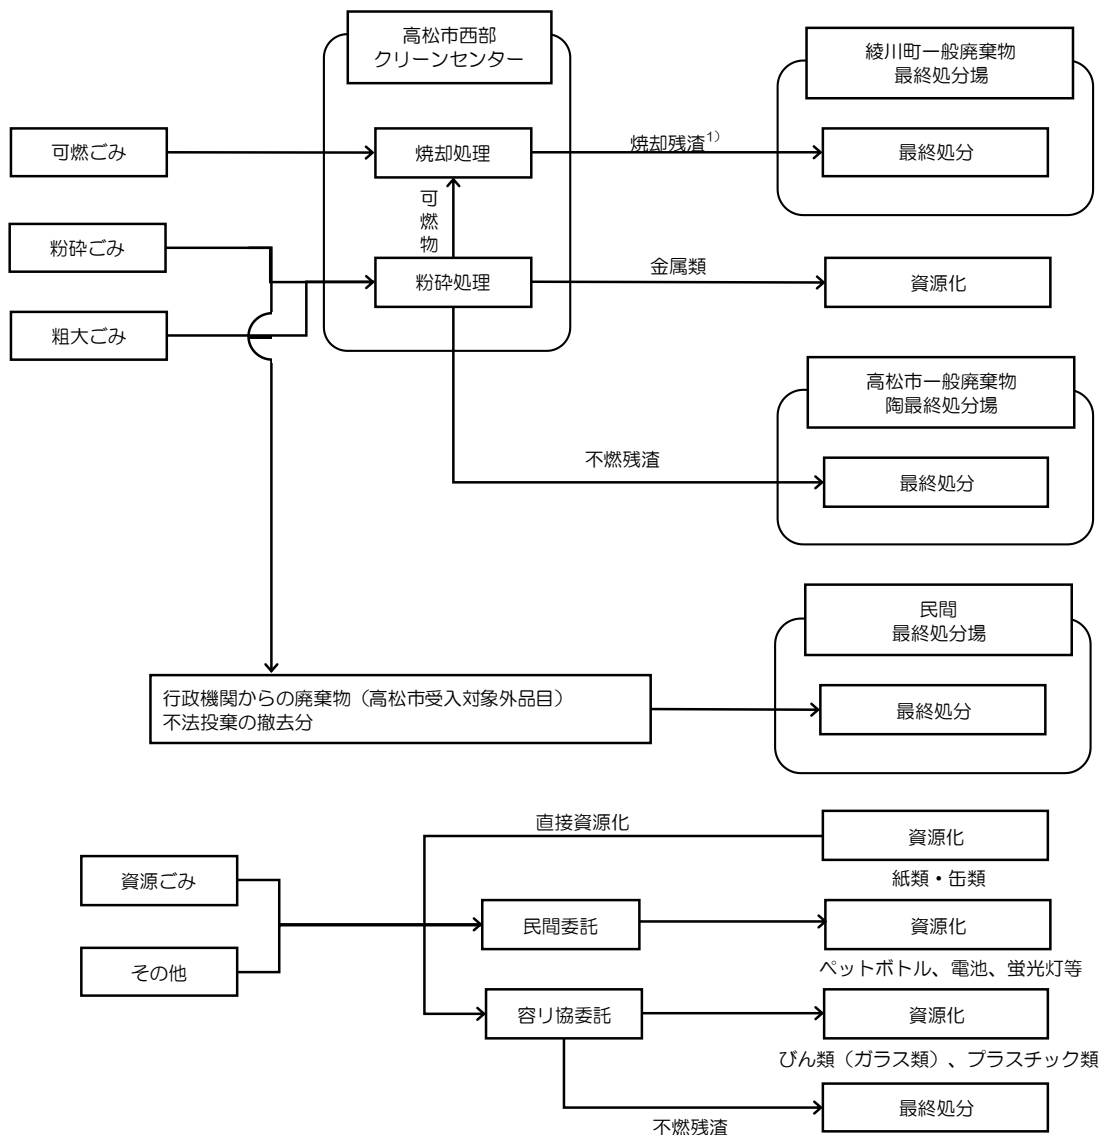 高松市西部
クリーンセンター
綾川町一般廃棄物
最終処分場
可燃ごみ
焼却処理
焼却残渣1）
最終処分
可燃物
粉砕ごみ
粉砕処理
金属類
資源化
粗大ごみ
高松市一般廃棄物
陶最終処分場
不燃残渣
最終処分
民間
最終処分場
行政機関からの廃棄物（高松市受入対象外品目）
不法投棄の撤去分
最終処分
直接資源化
資源化
資源ごみ
紙類・缶類
民間委託
資源化
その他
ペットボトル、電池、蛍光灯等
容リ協委託
資源化
びん類（ガラス類）、プラスチック類
最終処分
不燃残渣